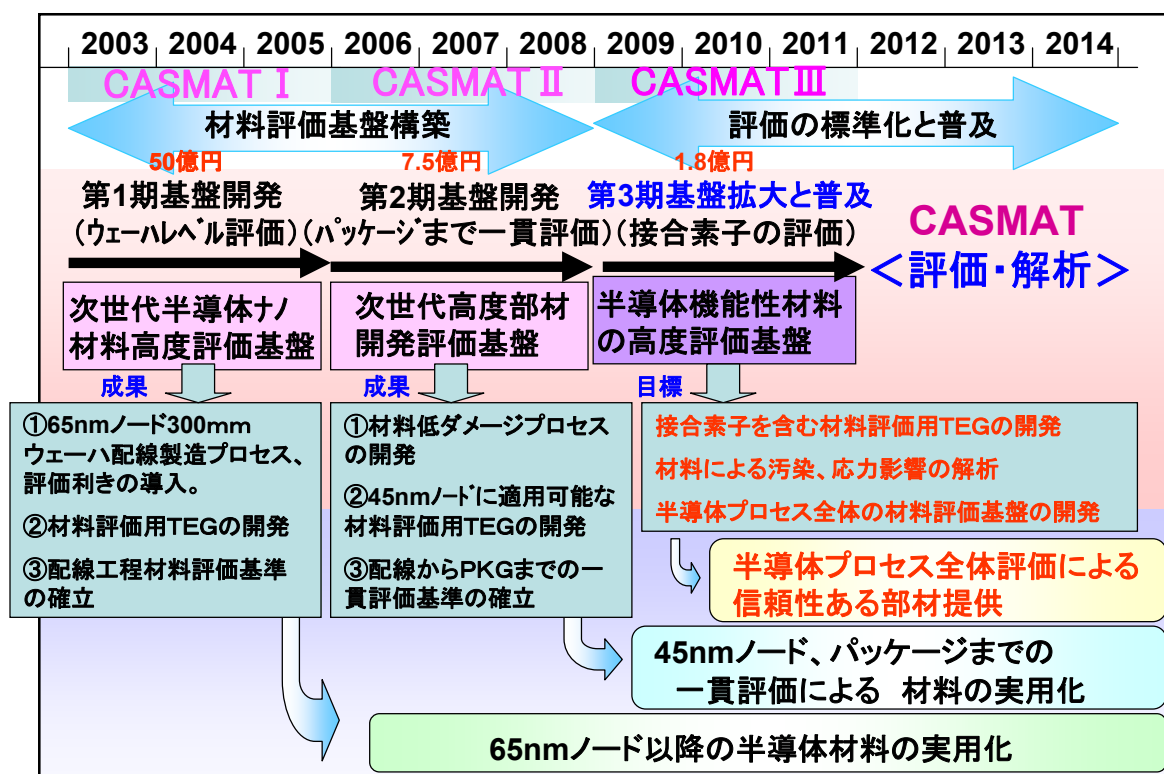 2003 2004 2005 2006 2007 2008 2009 2010 2011 2012 2013 2014
CASMATⅠ CASMATⅡ CASMATⅢ
材料評価基盤構築
評価の標準化と普及
50億円
7.5億円
1.8億円
第1期基盤開発
(ウェーハレベル評価)
第2期基盤開発
(パッケージまで一貫評価)
第3期基盤拡大と普及
(接合素子の評価)
CASMAT
<評価・解析>
次世代半導体ナノ
材料高度評価基盤
次世代高度部材
開発評価基盤
半導体機能性材料
の高度評価基盤
成果
成果
目標
①65nmノード300mm
ウェーハ配線製造プロセス、
評価利きの導入。
②材料評価用TEGの開発
③配線工程材料評価基準
の確立
①材料低ダメージプロセス
の開発
②45nmノードに適用可能な
材料評価用TEGの開発
③配線からPKGまでの一
貫評価基準の確立
接合素子を含む材料評価用TEGの開発
材料による汚染、応力影響の解析
半導体プロセス全体の材料評価基盤の開発
半導体プロセス全体評価による
信頼性ある部材提供
45nmノード、パッケージまでの
一貫評価による 材料の実用化
65nmノード以降の半導体材料の実用化